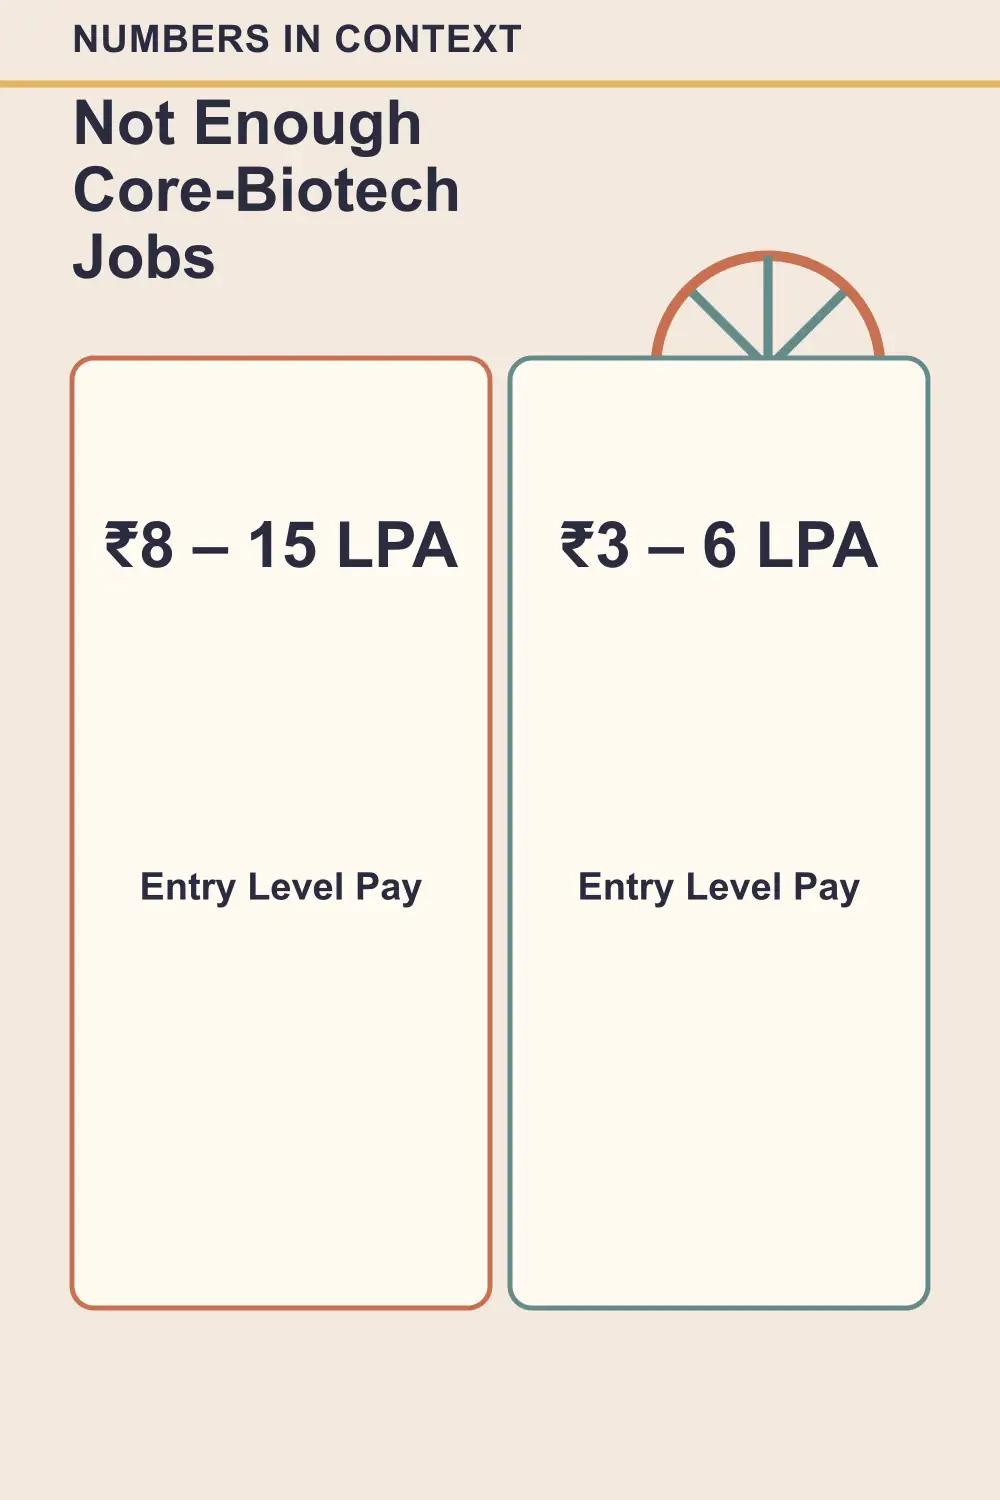 NUMBERS IN CONTEXT
Not Enough
Core-Biotech
Jobs
₹8 – 15 LPA
Entry Level Pay
₹3 – 6 LPA
Entry Level Pay